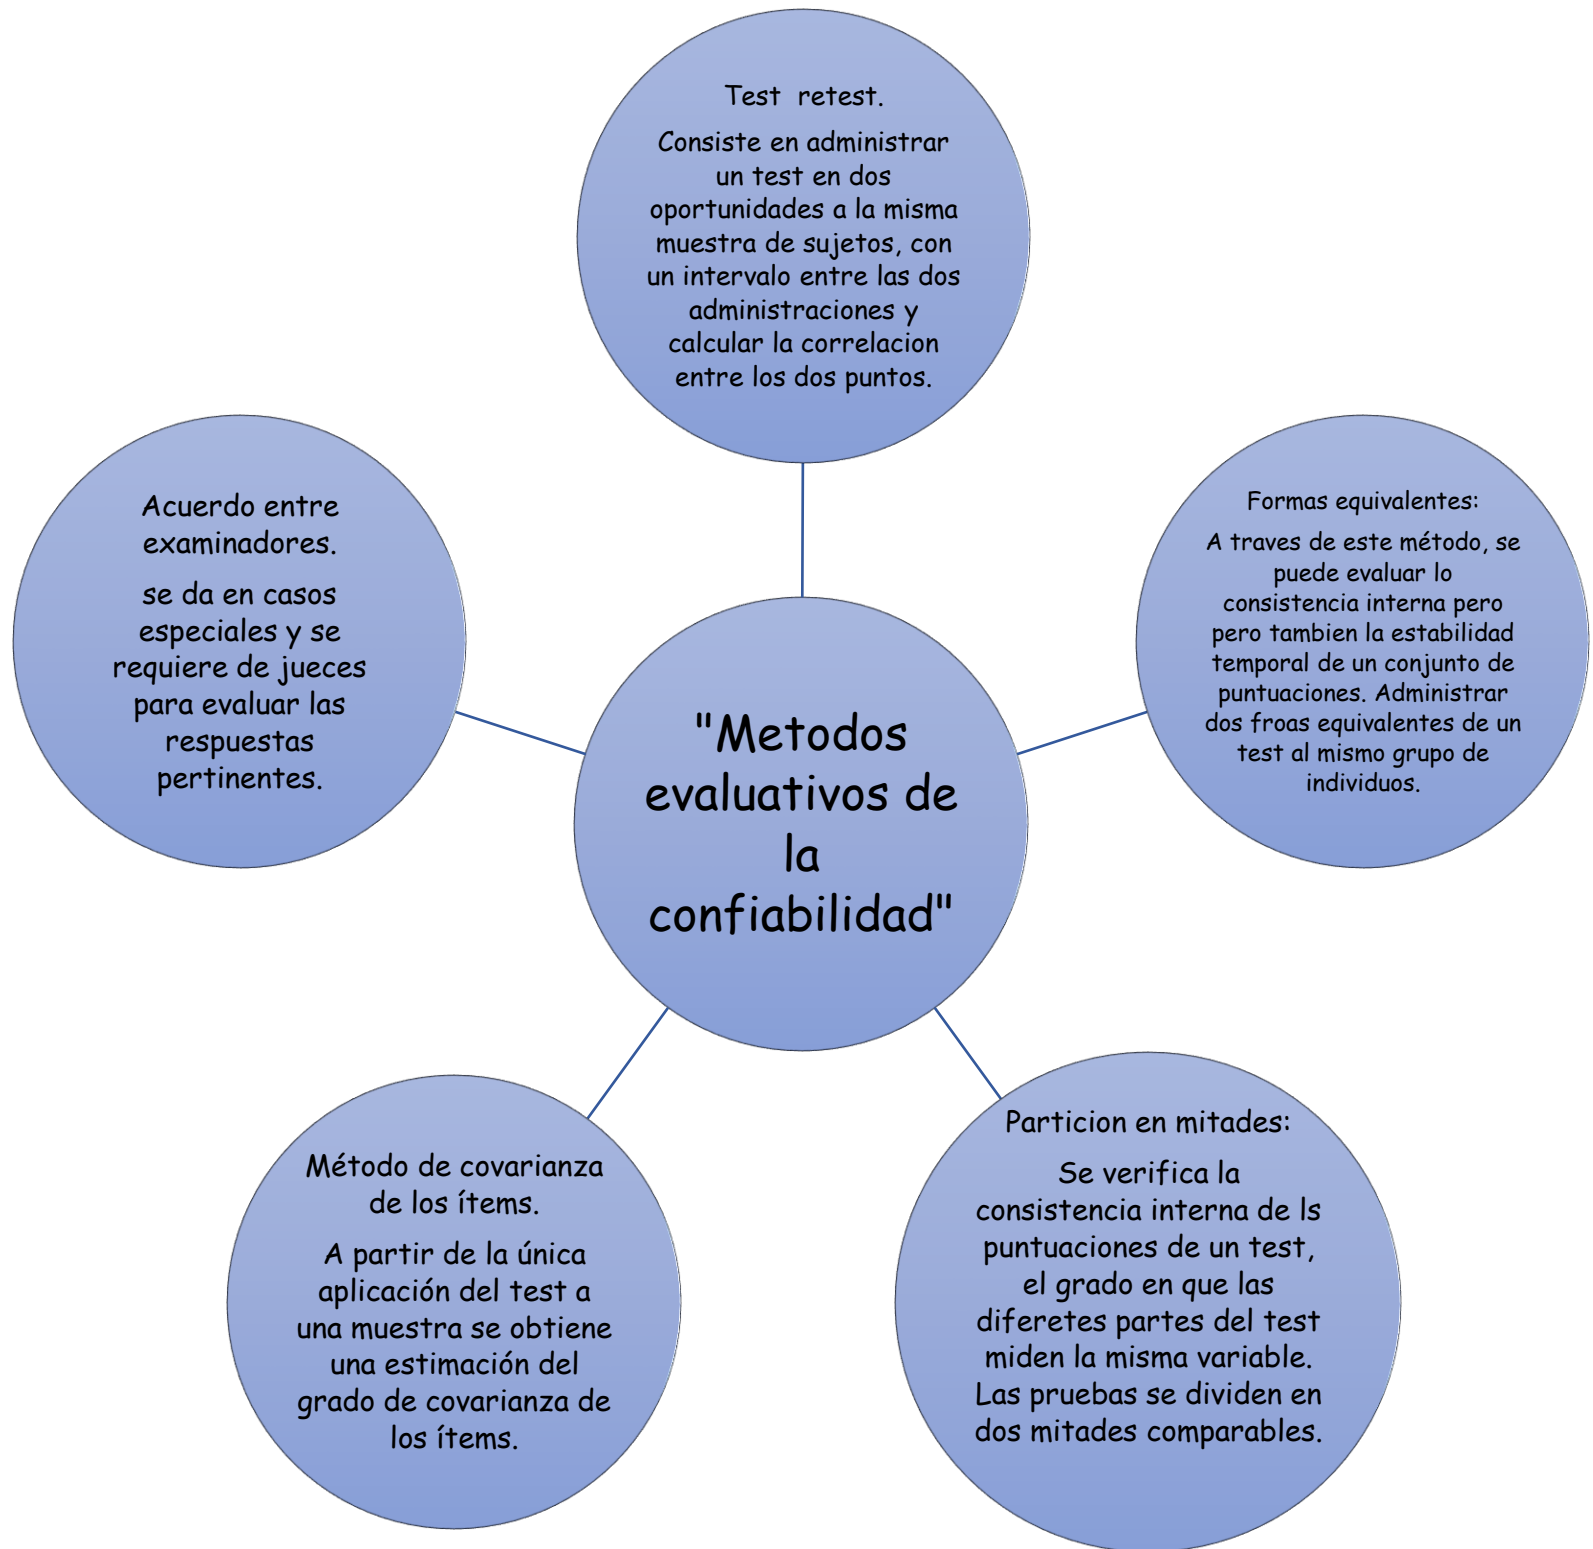 Test retest.
Consiste en administrar
un test en dos
oportunidades a la misma
muestra de sujetos, con
un intervalo entre las dos
administraciones y
calcular la correlacion
entre los dos puntos.
Formas equivalentes:
A traves de este método, se
puede evaluar lo
consistencia interna pero
pero tambien la estabilidad
temporal de un conjunto de
puntuaciones. Administrar
dos froas equivalentes de un
test al mismo grupo de
individuos.
Particion en mitades:
Se verifica la
consistencia interna de ls
puntuaciones de un test,
el grado en que las
diferetes partes del test
miden la misma variable.
Las pruebas se dividen en
dos mitades comparables.
Método de covarianza
de los ítems.
A partir de la única
aplicación del test a
una muestra se obtiene
una estimación del
grado de covarianza de
los ítems.
Acuerdo entre
examinadores.
se da en casos
especiales y se
requiere de jueces
para evaluar las
respuestas
pertinentes.
"Metodos
evaluativos de
la
confiabilidad"